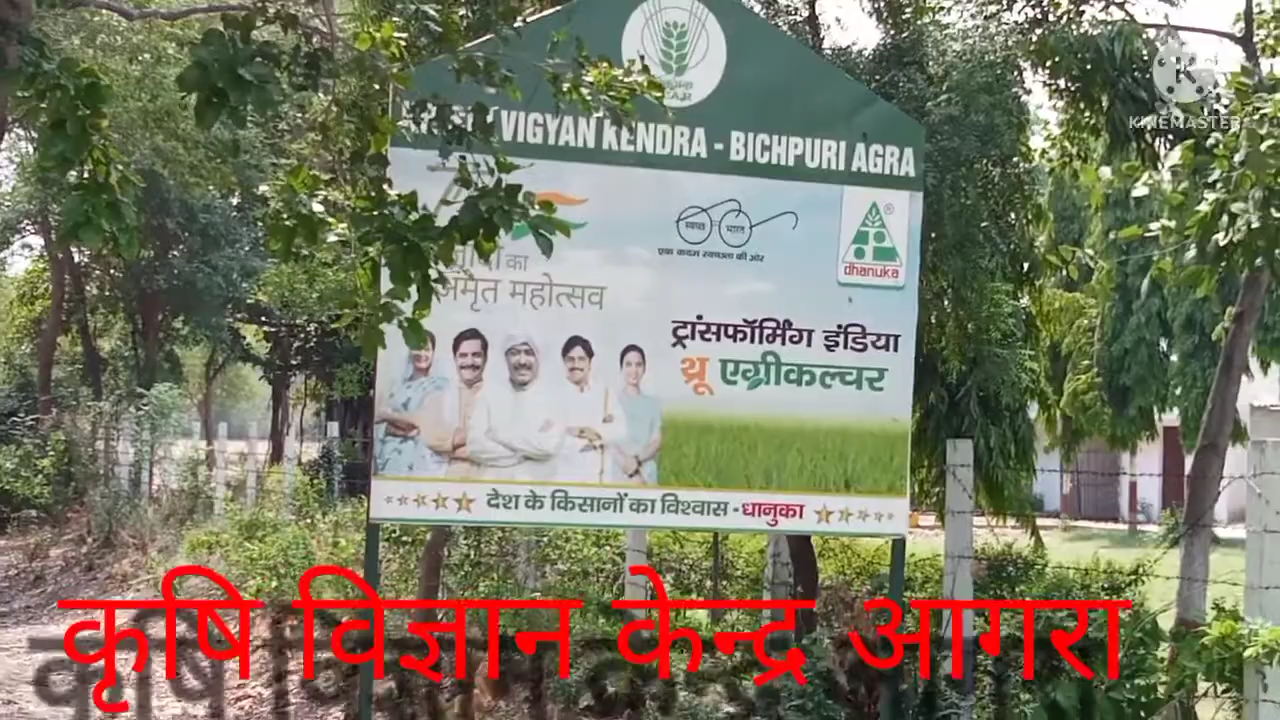 VIGYAN KENDRA - BICHPURI AGRA
स्वच्छ भारत
एक कदम स्वच्छता की ओर
dhanuka
का
अमृत महोत्सव
ट्रांसफॉर्मिंग इंडिया
थ्रू एग्रीकल्चर
देश के किसानों का विश्वास - धानुका
कृषि विज्ञान केन्द्र आगरा
K
KINEMASTER